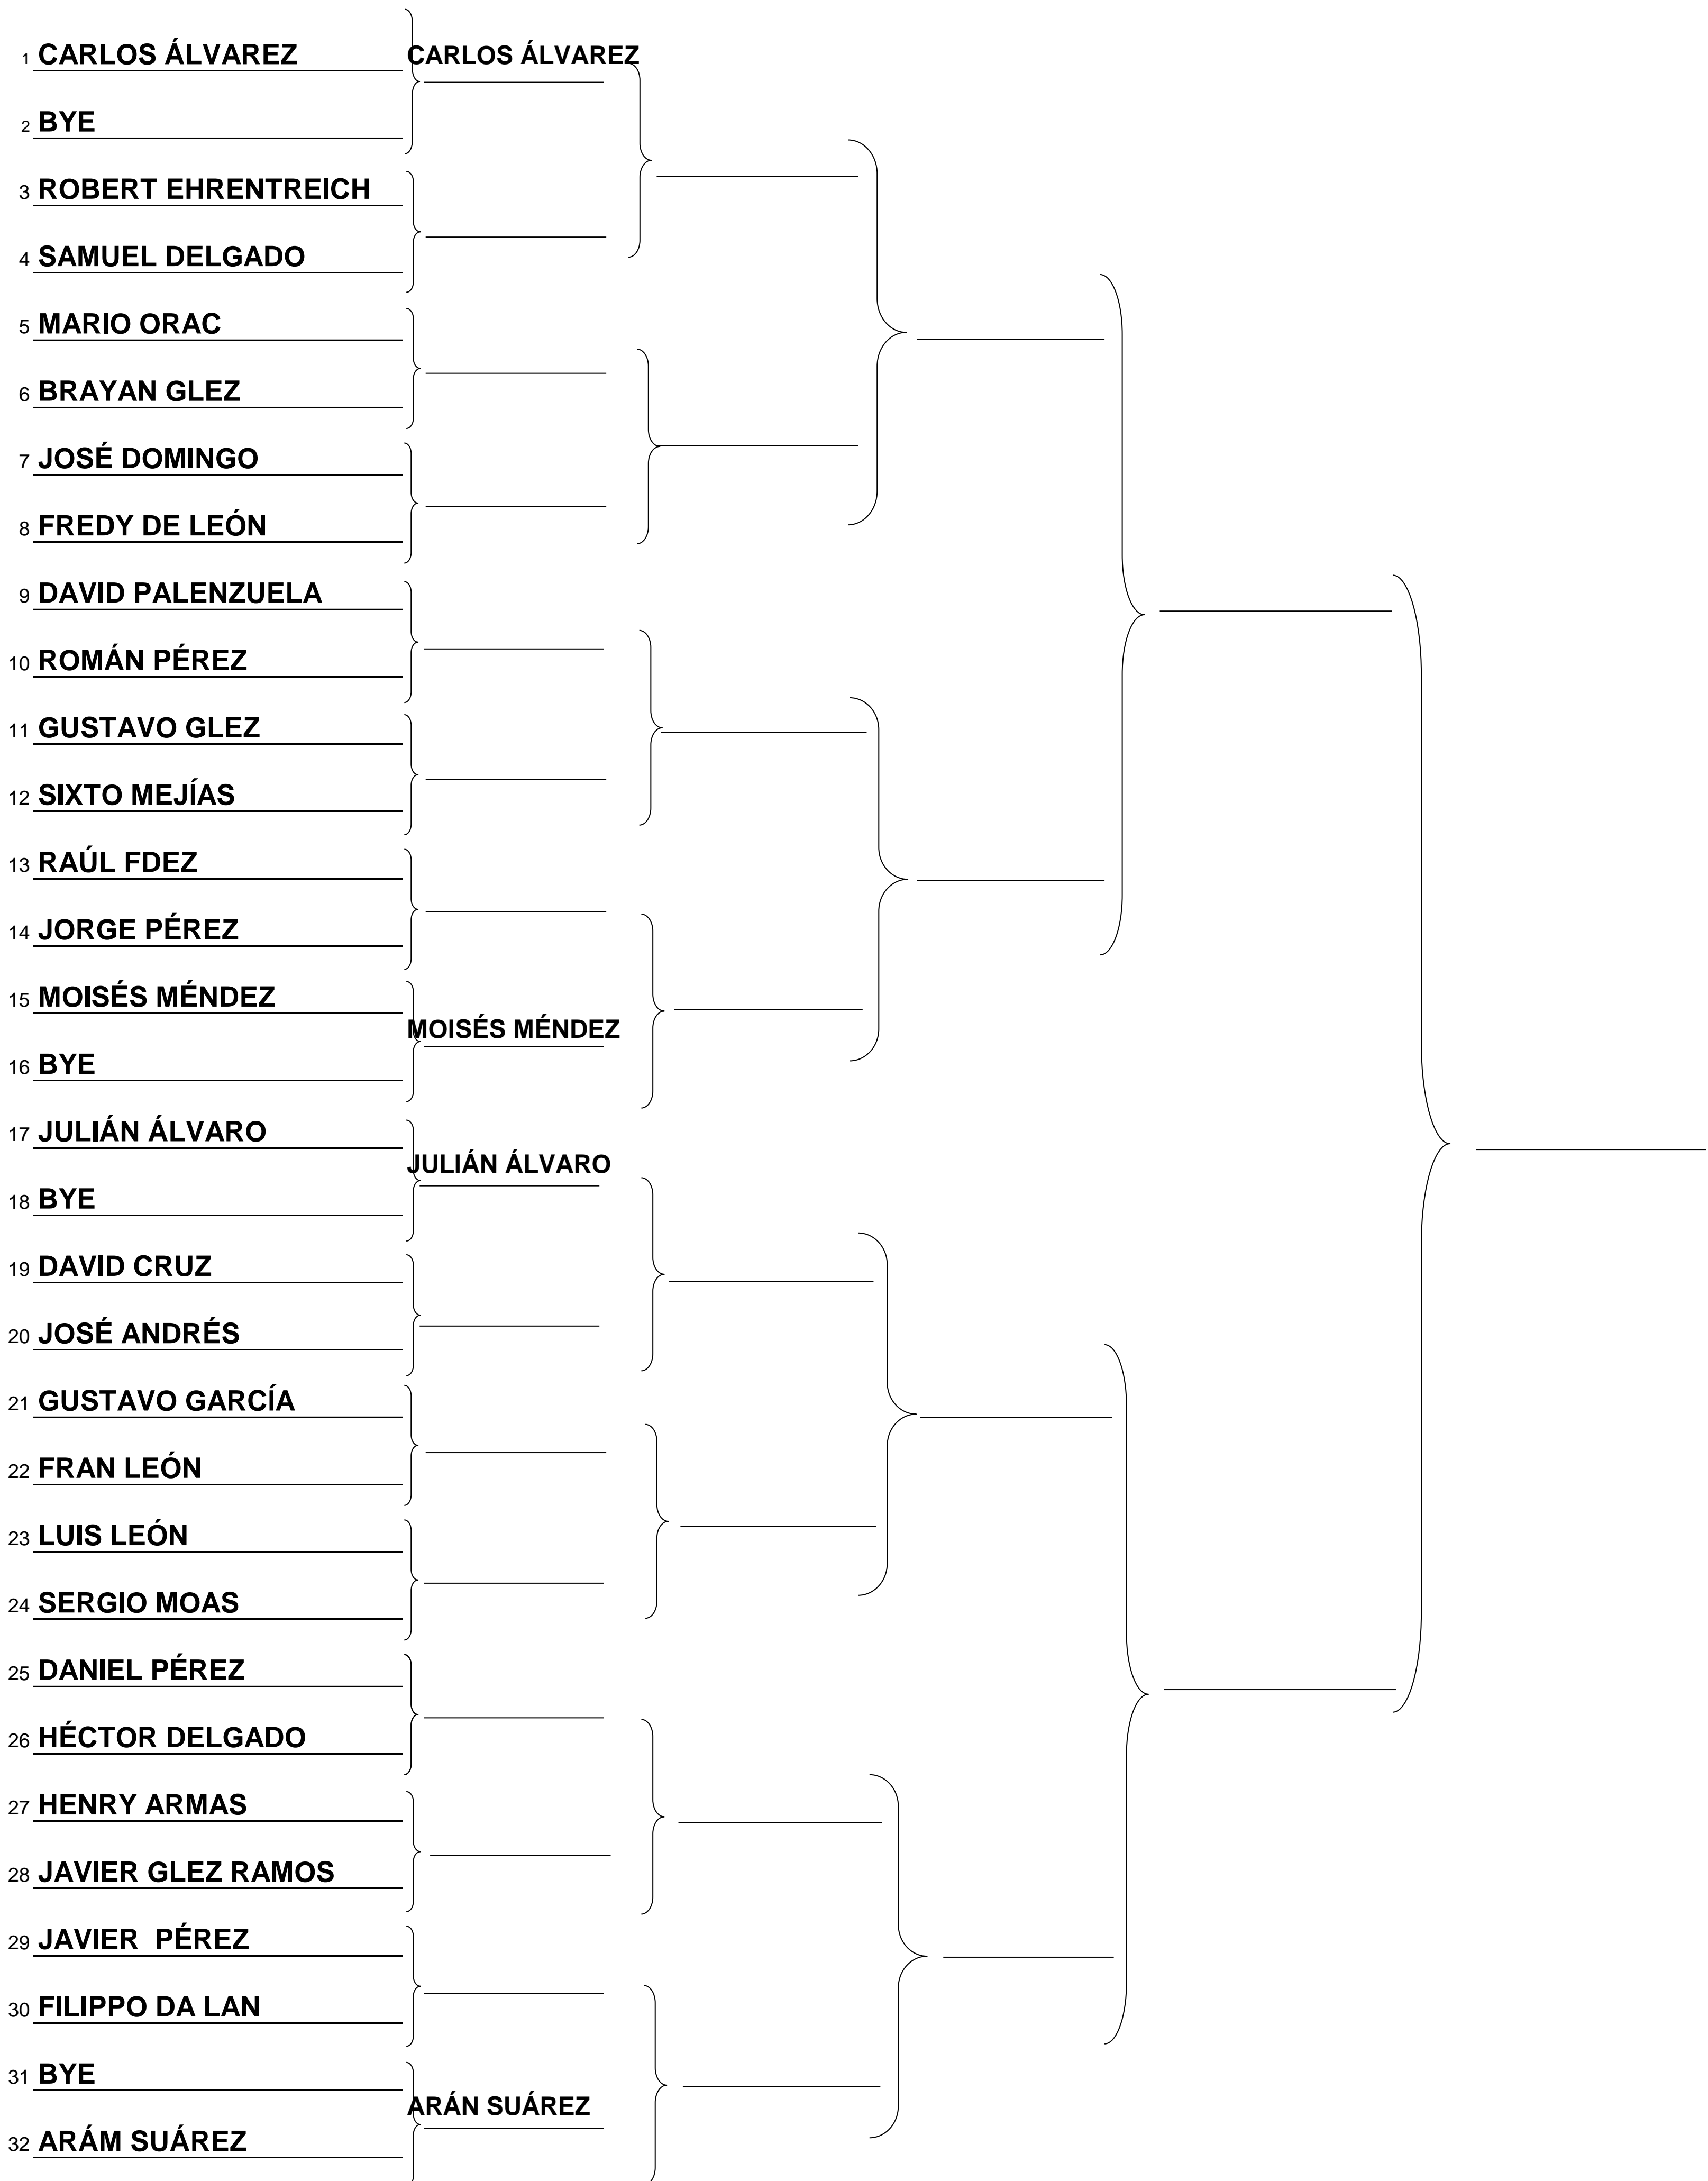 1 CARLOS ÁLVAREZ
CARLOS ÁLVAREZ
2 BYE
3 ROBERT EHRENTREICH
4 SAMUEL DELGADO
5 MARIO ORAC
6 BRAYAN GLEZ
7 JOSÉ DOMINGO
8 FREDY DE LEÓN
9 DAVID PALENZUELA
10 ROMÁN PÉREZ
11 GUSTAVO GLEZ
12 SIXTO MEJÍAS
13 RAÚL FDEZ
14 JORGE PÉREZ
15 MOISÉS MÉNDEZ
MOISÉS MÉNDEZ
16 BYE
17 JULIÁN ÁLVARO
JULIÁN ÁLVARO
18 BYE
19 DAVID CRUZ
20 JOSÉ ANDRÉS
21 GUSTAVO GARCÍA
22 FRAN LEÓN
23 LUIS LEÓN
24 SERGIO MOAS
25 DANIEL PÉREZ
26 HÉCTOR DELGADO
27 HENRY ARMAS
28 JAVIER GLEZ RAMOS
29 JAVIER  PÉREZ
30 FILIPPO DA LAN
31 BYE
ARÁN SUÁREZ
32 ARÁM SUÁREZ